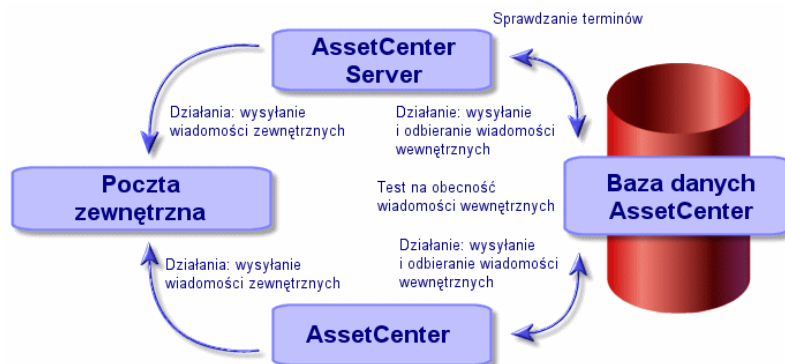 Sprawdzanie terminów
AssetCenter
Server
Działania: wysyłanie
wiadomości zewnętrznych
Działanie: wysyłanie
i odbieranie wiadomości
wewnętrznych
Poczta
zewnętrzna
Test na obecność
wiadomości wewnętrznych
Baza danych
AssetCenter
Działania: wysyłanie
wiadomości zewnętrznych
Działanie: wysyłanie
i odbieranie wiadomości
wewnętrznych
AssetCenter